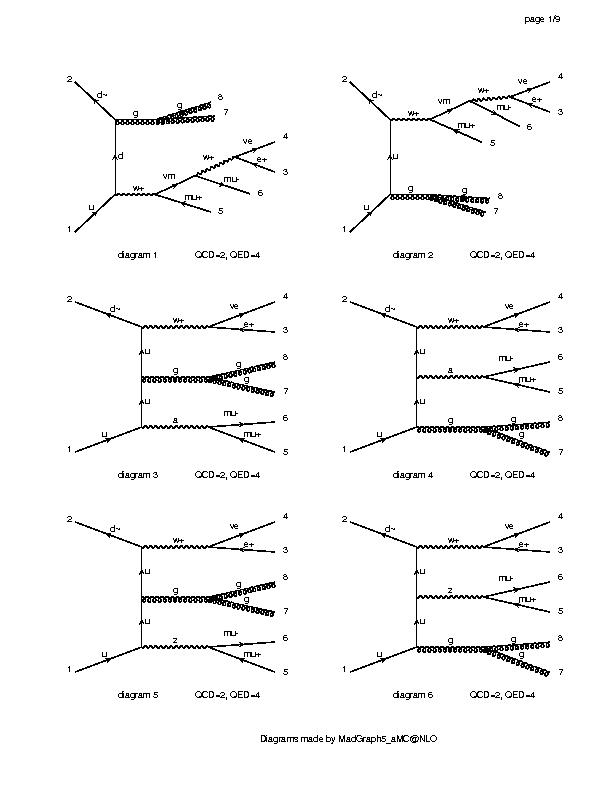 page 1/9
2
d~
g
g
8
7
d
ve
4
w+
e+
3
vm
mu-
6
w+
mu+
5
u
1
diagram 1 QCD=2, QED=4
2
d~
w+
vm
w+
ve
4
e+
3
mu-
6
mu+
5
u
g
g
8
7
u
1
diagram 2 QCD=2, QED=4
2
d~
w+
ve
4
e+
3
u
g
g
8
g
7
u
a
mu-
6
mu+
5
u
1
diagram 3 QCD=2, QED=4
2
d~
w+
ve
4
e+
3
u
a
mu-
6
mu+
5
u
g
g
8
g
7
u
1
diagram 4 QCD=2, QED=4
2
d~
w+
ve
4
e+
3
u
g
g
8
g
7
u
z
mu-
6
mu+
5
u
1
diagram 5 QCD=2, QED=4
2
d~
w+
ve
4
e+
3
u
z
mu-
6
mu+
5
u
g
g
8
g
7
u
1
diagram 6 QCD=2, QED=4
Diagrams made by MadGraph5_aMC@NLO